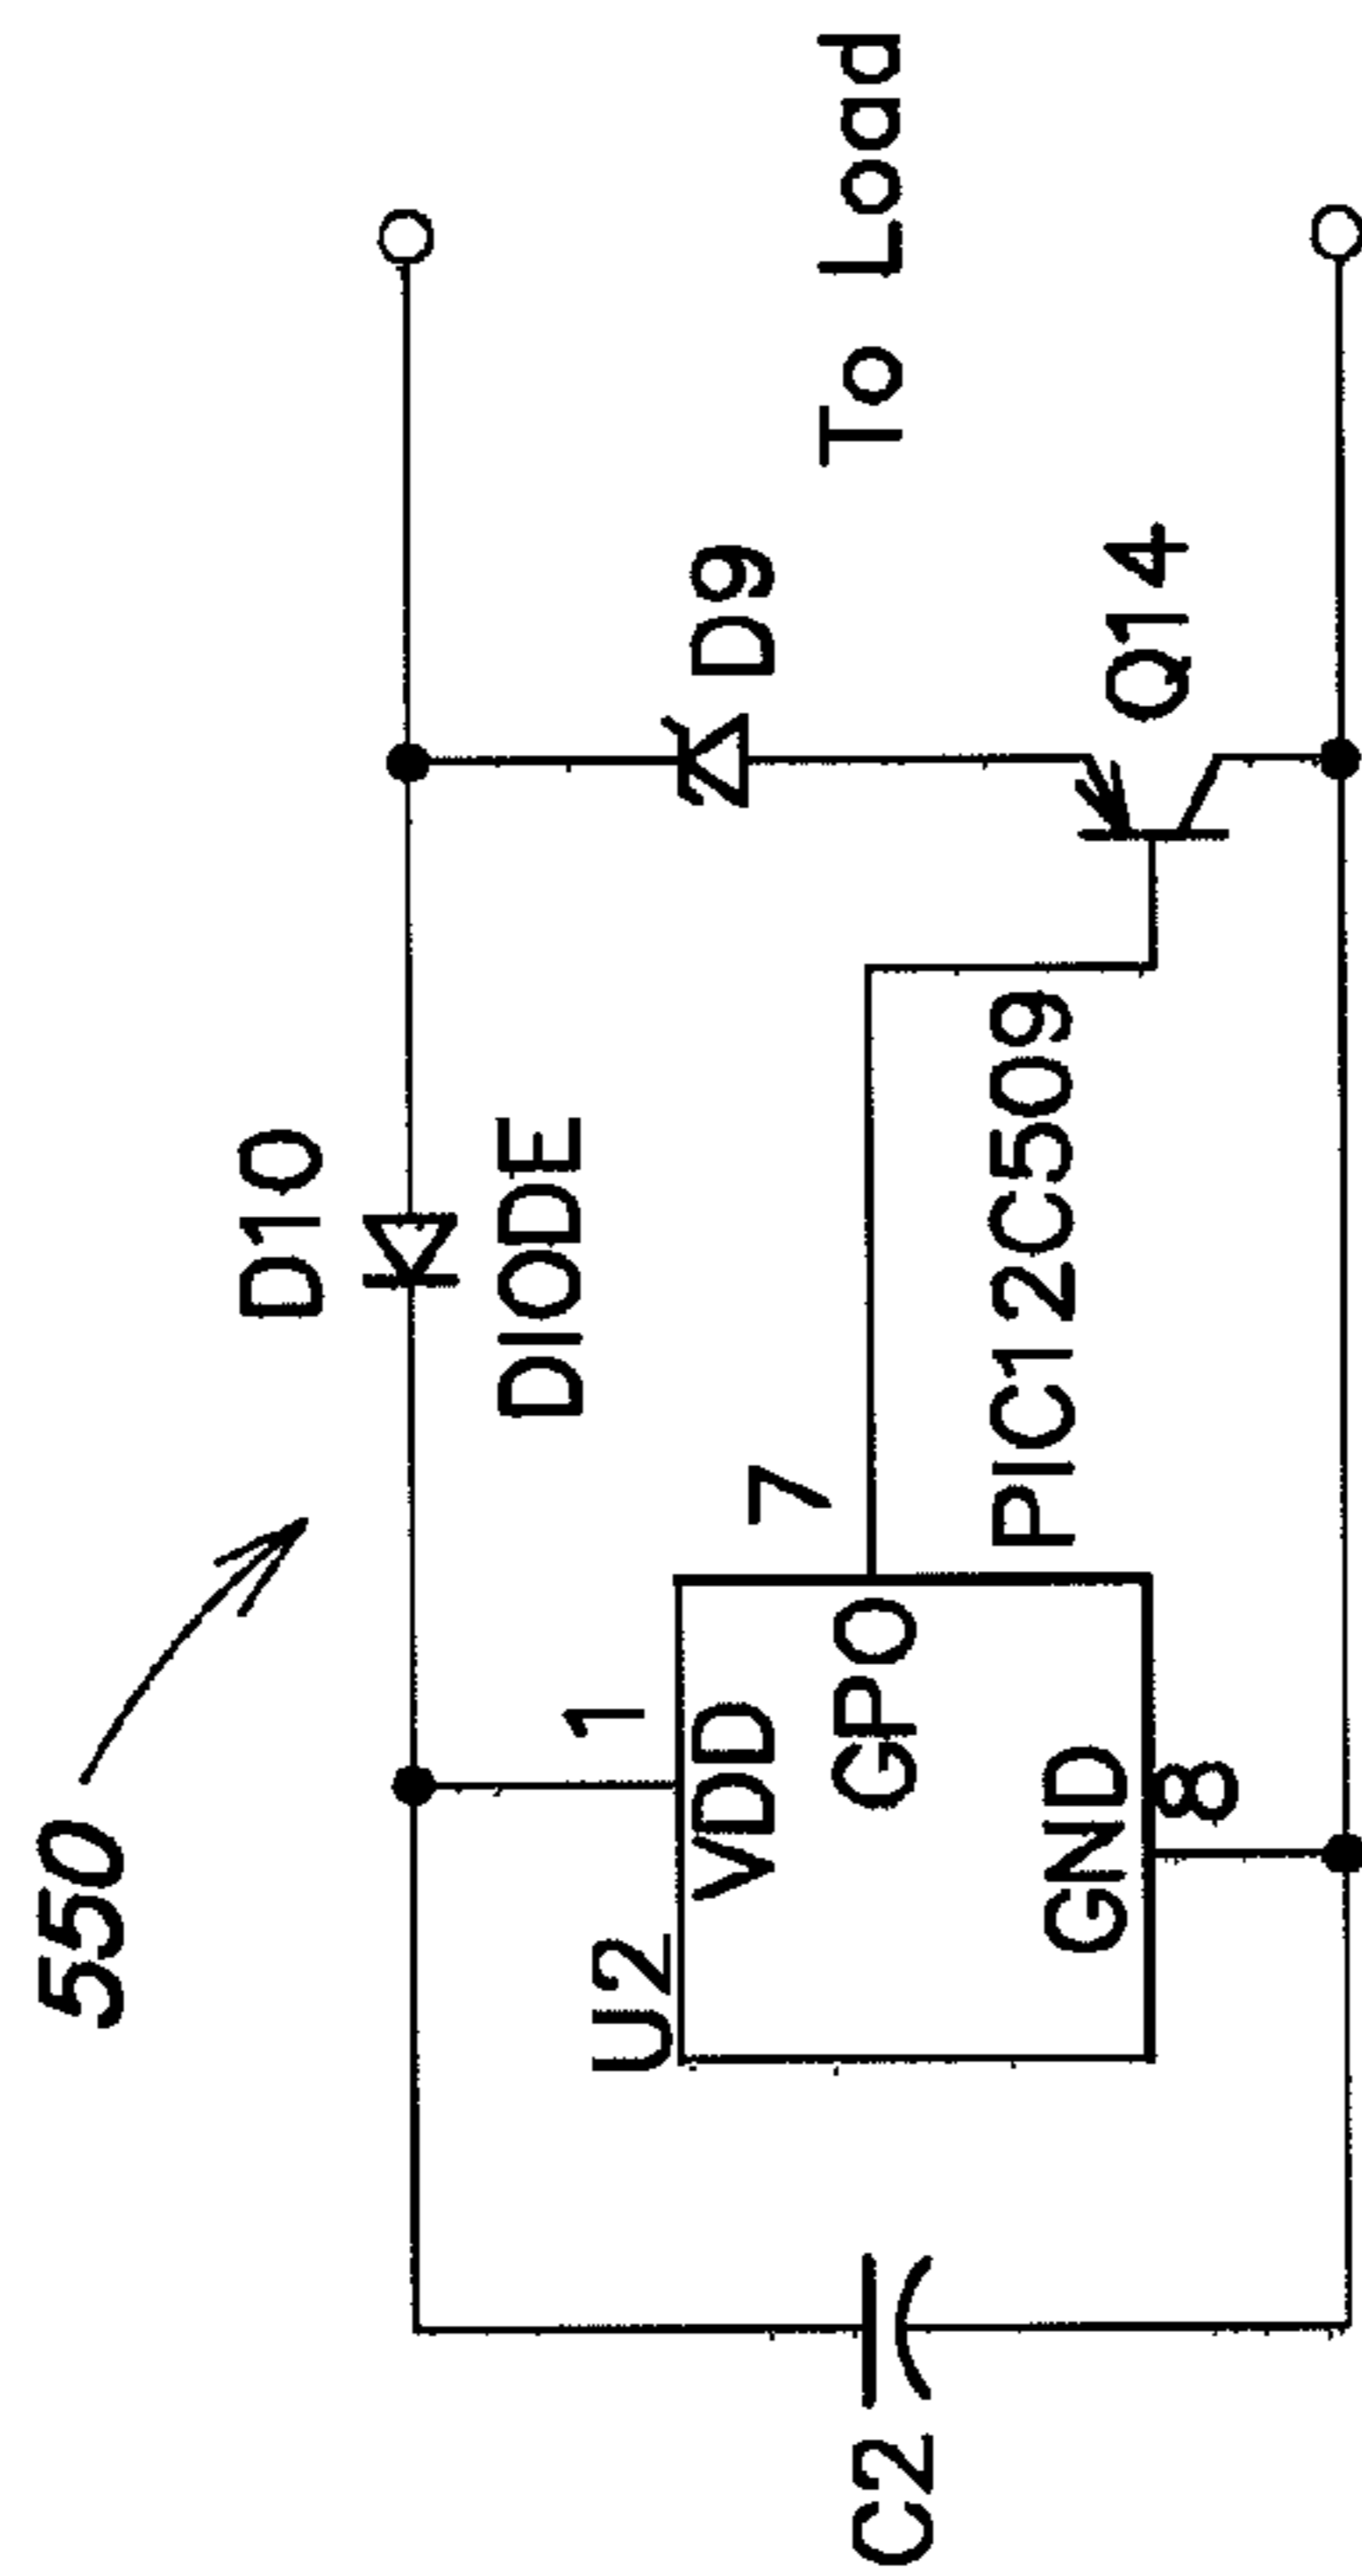 550
D10
DIODE
D9
To Load
Q14
U2
1
VDD
7
GPO
GND
8
PIC12C509
C2